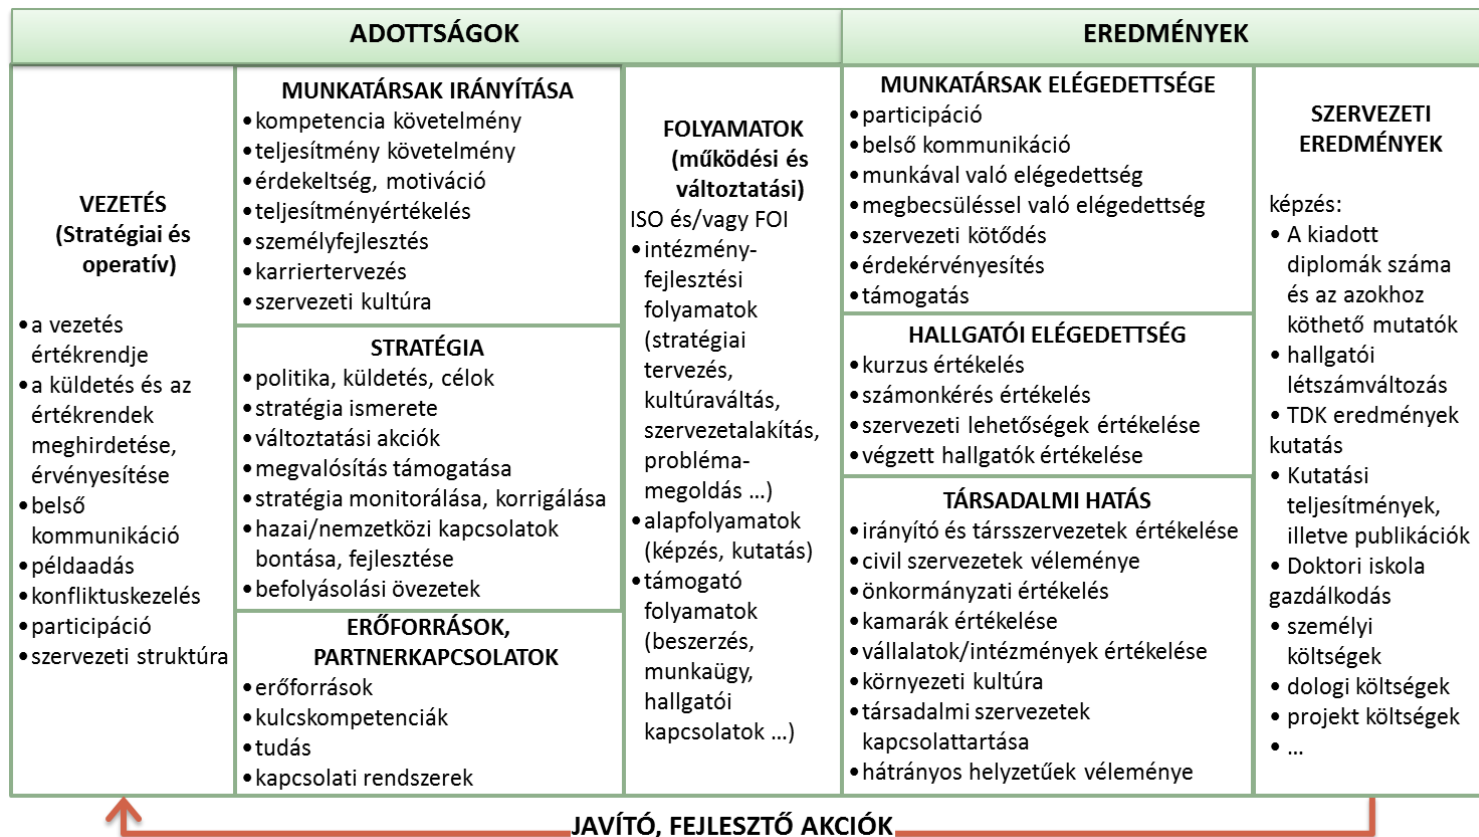 ADOTTSÁGOK
EREDMÉNYEK
VEZETÉS
(Stratégiai és
operatív)
•a vezetés
értékrendje
•a küldetés és az
értékrendek
meghirdetése,
érvényesítése
•belső
kommunikáció
•példaadás
•konfliktuskezelés
•participáció
•szervezeti struktúra
MUNKATÁRSAK IRÁNYÍTÁSA
•kompetencia követelmény
•teljesítmény követelmény
•érdekeltség, motiváció
•teljesítményértékelés
•személyfejlesztés
•karriertervezés
•szervezeti kultúra
STRATÉGIA
•politika, küldetés, célok
•stratégia ismerete
•változtatási akciók
•megvalósítás támogatása
•stratégia monitorálása, korrigálása
•hazai/nemzetközi kapcsolatok
bontása, fejlesztése
•befolyásolási övezetek
ERŐFORRÁSOK,
PARTNERKAPCSOLATOK
•erőforrások
•kulcskompetenciák
•tudás
•kapcsolati rendszerek
FOLYAMATOK
(működési és
változtatási)
ISO és/vagy FOI
•intézmény-
fejlesztési
folyamatok
(stratégiai
tervezés,
kultúraváltás,
szervezetalakítás,
probléma-
megoldás ...)
•alapfolyamatok
(képzés, kutatás)
•támogató
folyamatok
(beszerzés,
munkaügy,
hallgatói
kapcsolatok ...)
MUNKATÁRSAK ELÉGEDETTSÉGE
•participáció
•belső kommunikáció
•munkával való elégedettség
•megbecsüléssel való elégedettség
•szervezeti kötődés
•érdekérvényesítés
•támogatás
HALLGATÓI ELÉGEDETTSÉG
•kurzus értékelés
•számonkérés értékelés
•szervezeti lehetőségek értékelése
•végzett hallgatók értékelése
TÁRSADALMI HATÁS
•irányító és társszervezetek értékelése
•civil szervezetek véleménye
•önkormányzati értékelés
•kamarák értékelése
•vállalatok/intézmények értékelése
•környezeti kultúra
•társadalmi szervezetek
kapcsolattartása
•hátrányos helyzetűek véleménye
SZERVEZETI
EREDMÉNYEK
képzés:
• A kiadott
diplomák száma
és az azokhoz
köthető mutatók
• hallgatói
létszámváltozás
• TDK eredmények
kutatás
• Kutatási
teljesítmények,
illetve publikációk
• Doktori iskola
gazdálkodás
• személyi
költségek
• dologi költségek
• projekt költségek
• ...
JAVÍTÓ, FEJLESZTŐ AKCIÓK